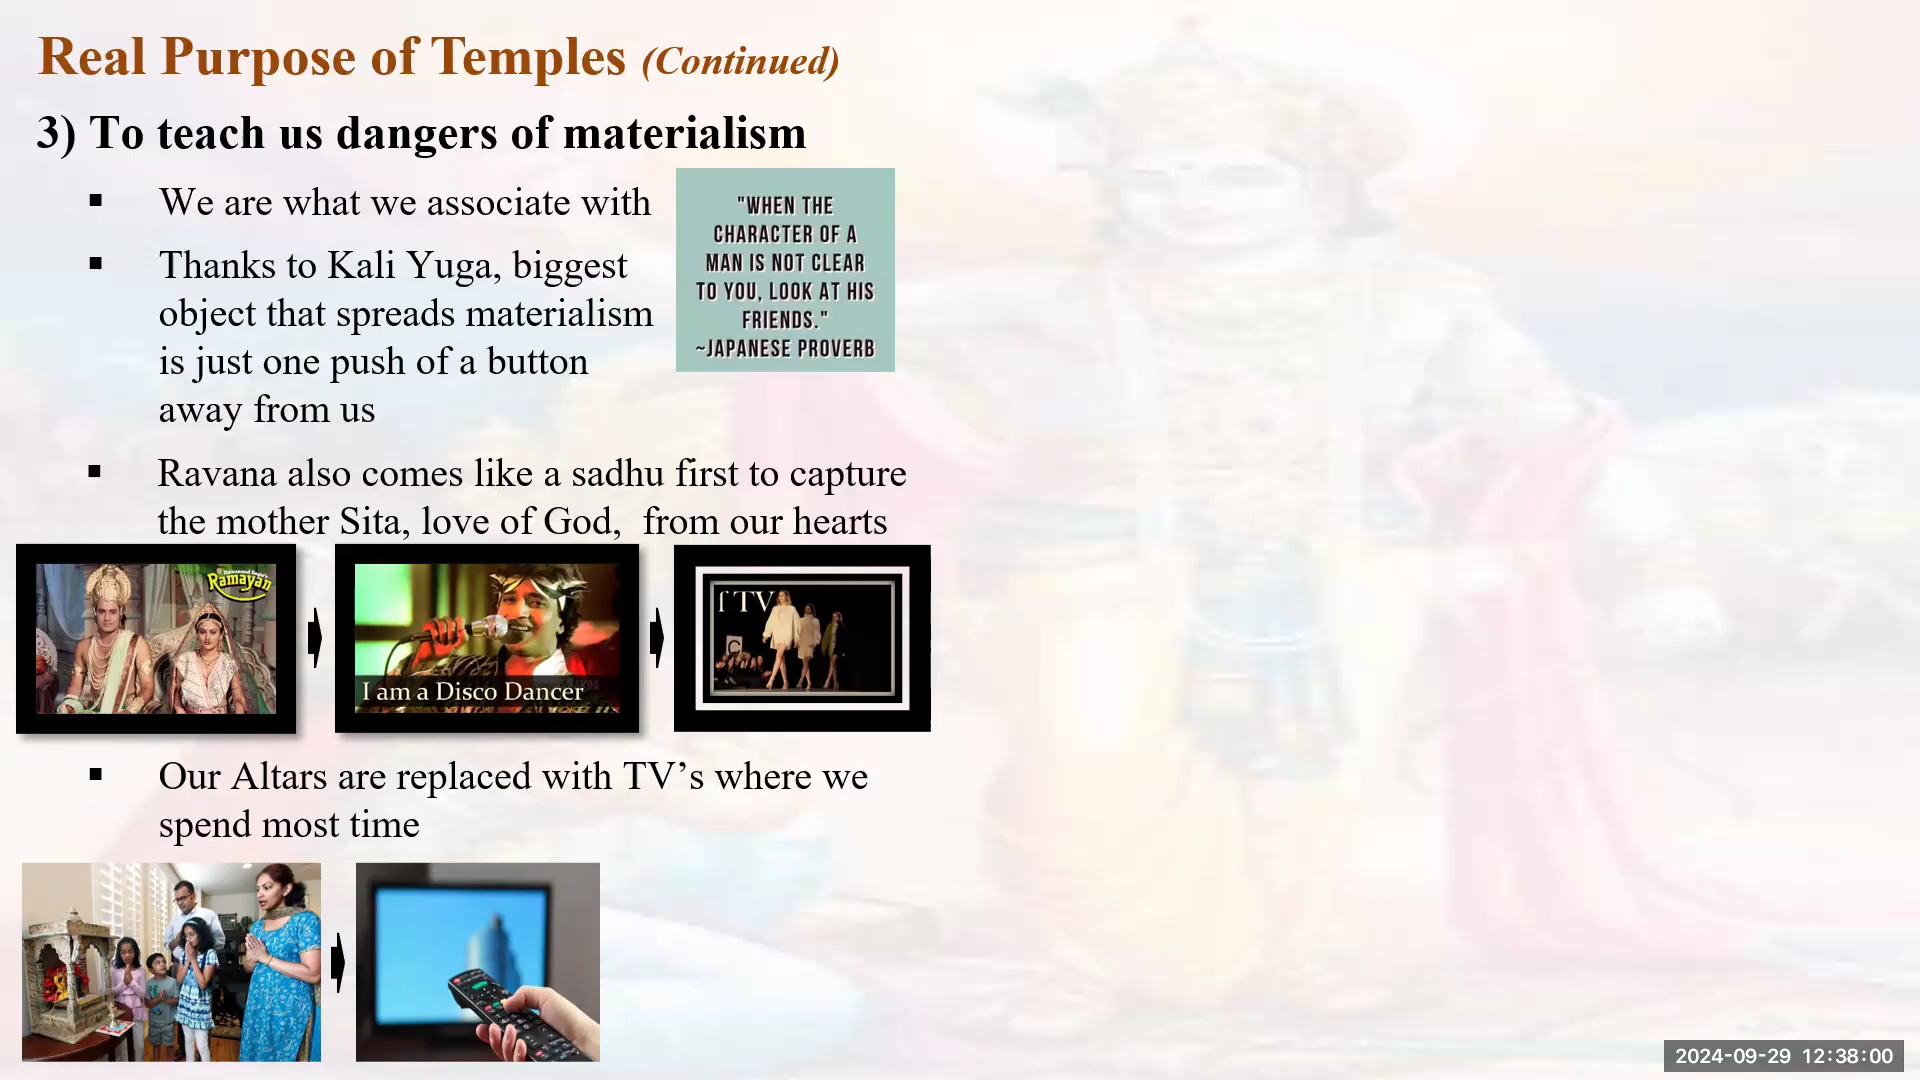 Real Purpose of Temples (Continued)
3) To teach us dangers of materialism
▪ We are what we associate with
▪ Thanks to Kali Yuga, biggest
object that spreads materialism
is just one push of a button
away from us
"WHEN THE
CHARACTER OF A
MAN IS NOT CLEAR
TO YOU, LOOK AT HIS
FRIENDS."
~JAPANESE PROVERB
▪ Ravana also comes like a sadhu first to capture
the mother Sita, love of God,  from our hearts
Ramayan
I am a Disco Dancer
f TV
C
▪ Our Altars are replaced with TV’s where we
spend most time
2024-09-29 12:38:00